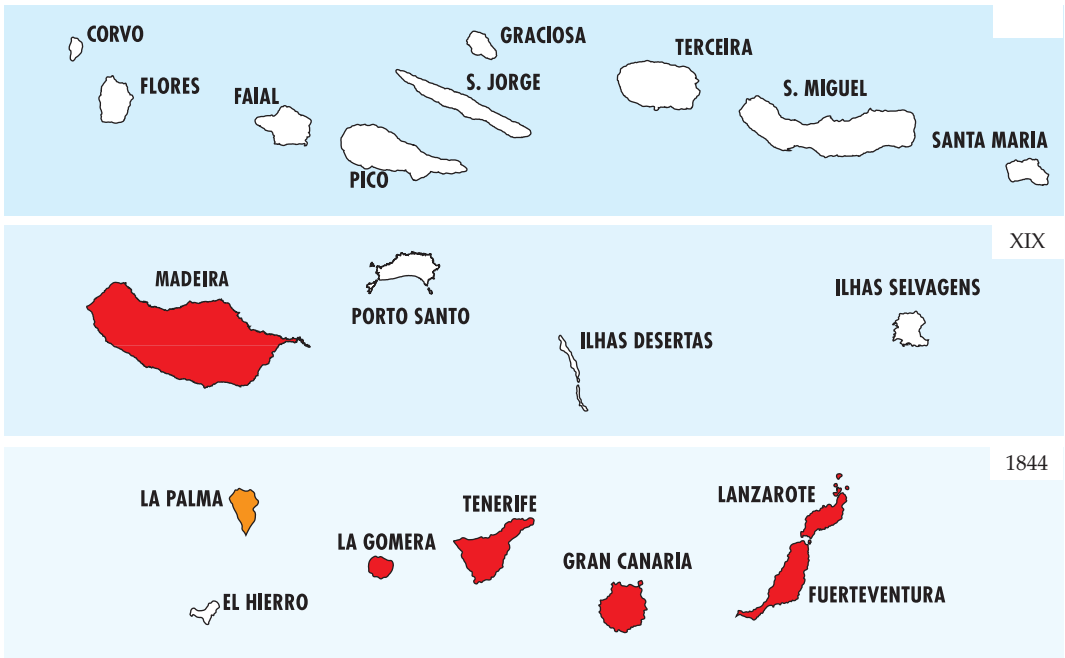 CORVO
FLORES
FAIAL
PICO
GRACIOSA
S. JORGE
TERCEIRA
S. MIGUEL
SANTA MARIA
XIX
MADEIRA
PORTO SANTO
ILHAS DESERTAS
ILHAS SELVAGENS
1844
LA PALMA
EL HIERRO
LA GOMERA
TENERIFE
GRAN CANARIA
LANZAROTE
FUERTEVENTURA